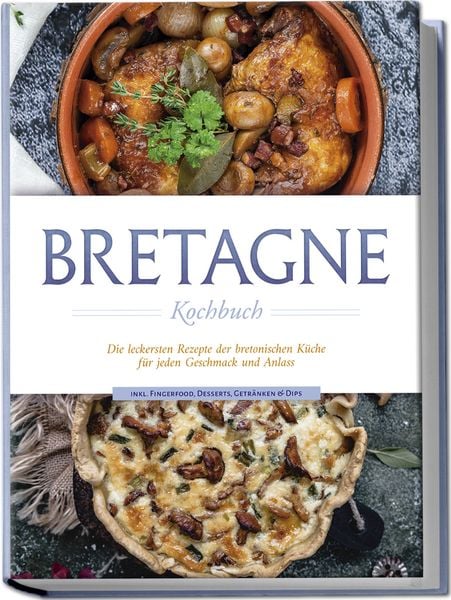 BRETAGNE
Kochbuch
Die leckersten Rezepte der bretonischen Küche
für jeden Geschmack und Anlass
INKL. FINGERFOOD, DESSERTS, GETRÄNKEN & DIPS